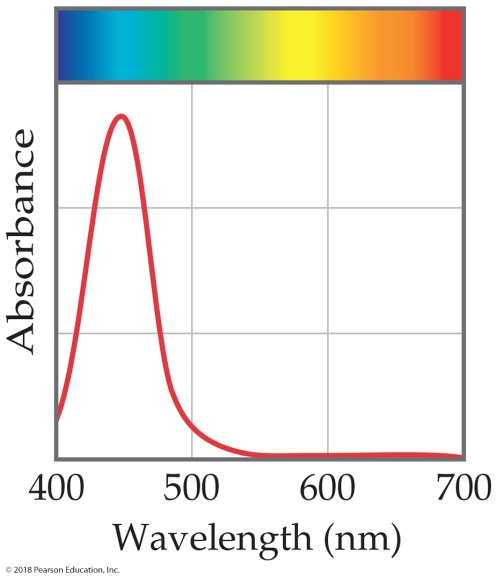 Absorbance
400 500 600 700
Wavelength (nm)
© 2018 Pearson Education, Inc.